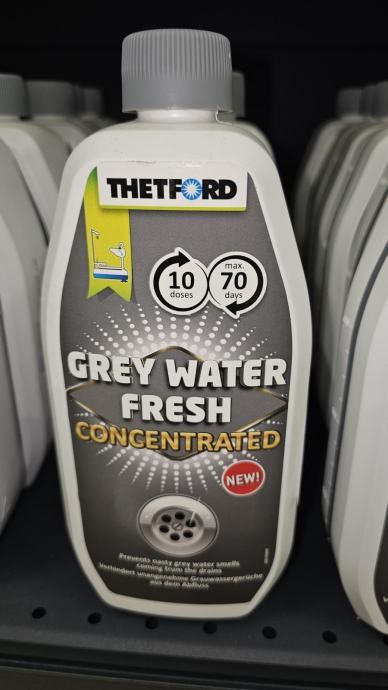 THETFORD
10
doses
max.
70
days
GREY WATER
FRESH
CONCENTRATED
NEW!
Prevents nasty grey water smells
coming from the drains
Verhindert unangenehme Grauwassergerüche
aus dem Abfluss